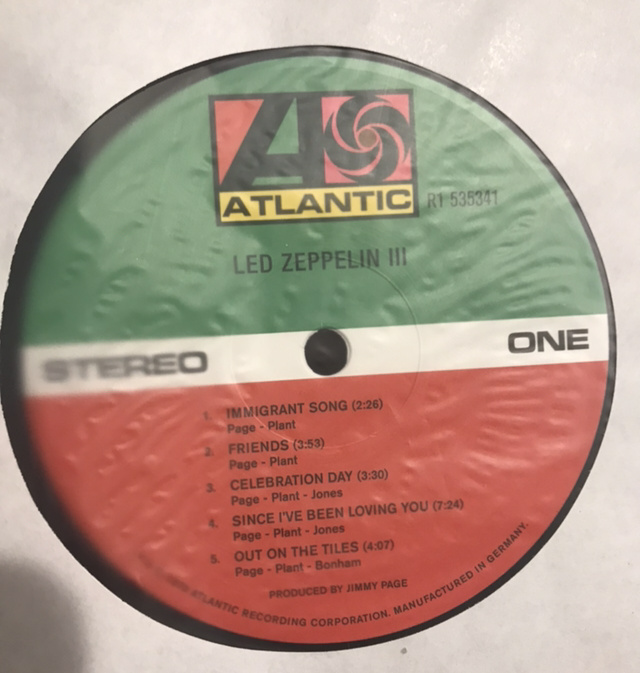 ATLANTIC
R1 535341
LED ZEPPELIN III
STEREO
ONE
1. IMMIGRANT SONG (2:26)
Page - Plant
2. FRIENDS (3:53)
Page - Plant
3. CELEBRATION DAY (3:30)
Page - Plant - Jones
4. SINCE I'VE BEEN LOVING YOU (7:24)
Page - Plant - Jones
5. OUT ON THE TILES (4:07)
Page - Plant - Bonham
PRODUCED BY JIMMY PAGE
ATLANTIC RECORDING CORPORATION. MANUFACTURED IN GERMANY.